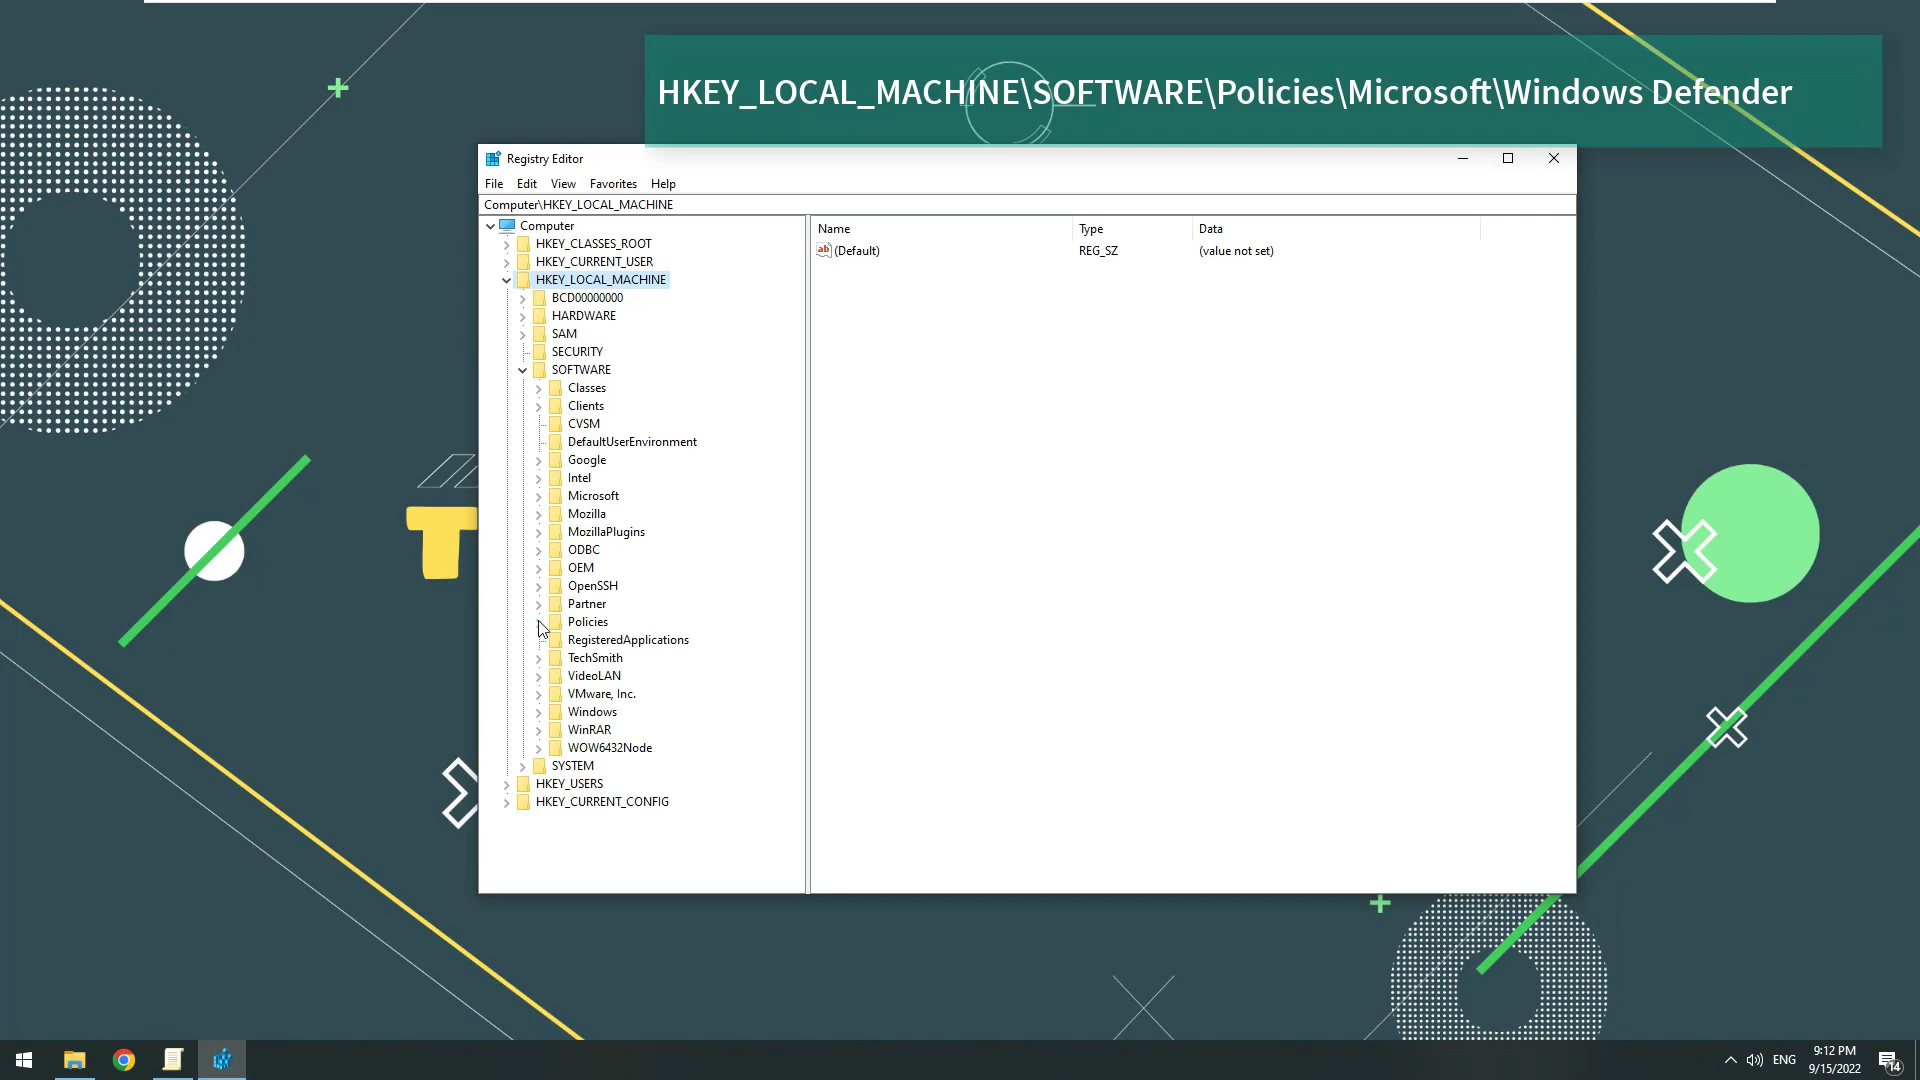 HKEY_LOCAL_MACHINE\SOFTWARE\Policies\Microsoft\Windows Defender
Registry Editor
File Edit View Favorites Help
Computer\HKEY_LOCAL_MACHINE
Computer
HKEY_CLASSES_ROOT
HKEY_CURRENT_USER
HKEY_LOCAL_MACHINE
BCD00000000
HARDWARE
SAM
SECURITY
SOFTWARE
Classes
Clients
CVSM
DefaultUserEnvironment
Google
Intel
Microsoft
Mozilla
MozillaPlugins
ODBC
OEM
OpenSSH
Partner
Policies
RegisteredApplications
TechSmith
VideoLAN
VMware, Inc.
Windows
WinRAR
WOW6432Node
SYSTEM
HKEY_USERS
HKEY_CURRENT_CONFIG
Name Type Data
ab (Default) REG_SZ (value not set)
T
ENG
9:12 PM
9/15/2022
14